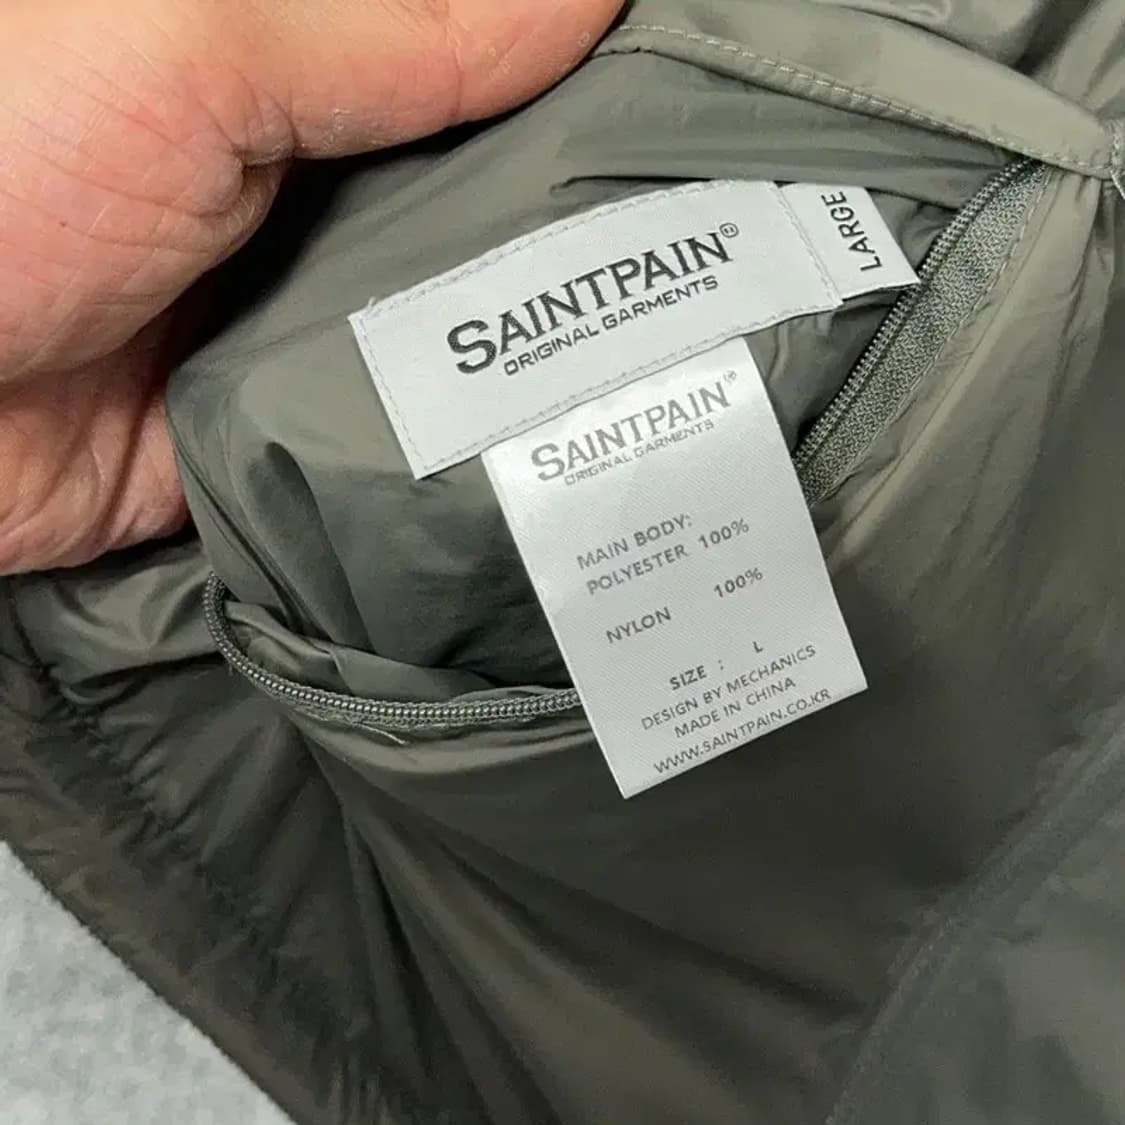 SAINTPAIN®
ORIGINAL GARMENTS
LARGE
SAINTPAIN®
ORIGINAL GARMENTS
MAIN BODY:
POLYESTER 100%
NYLON 100%
SIZE : L
DESIGN BY MECHANICS
MADE IN CHINA
WWW.SAINTPAIN.CO.KR